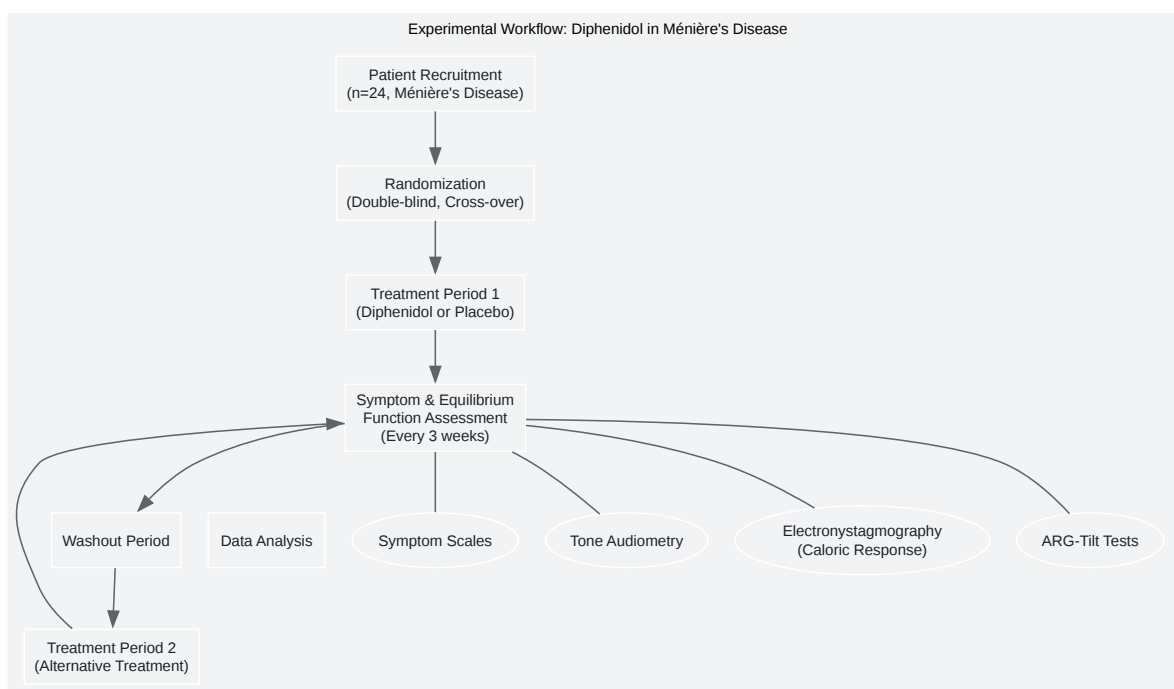 Experimental Workflow: Diphenidol in Ménière's Disease
Patient Recruitment
(n=24, Ménière's Disease)
Randomization
(Double-blind, Cross-over)
Treatment Period 1
(Diphenidol or Placebo)
Symptom & Equilibrium
Function Assessment
(Every 3 weeks)
Washout Period
Data Analysis
Symptom Scales
Tone Audiometry
Electronystagmography
(Caloric Response)
ARG-Tilt Tests
Treatment Period 2
(Alternative Treatment)